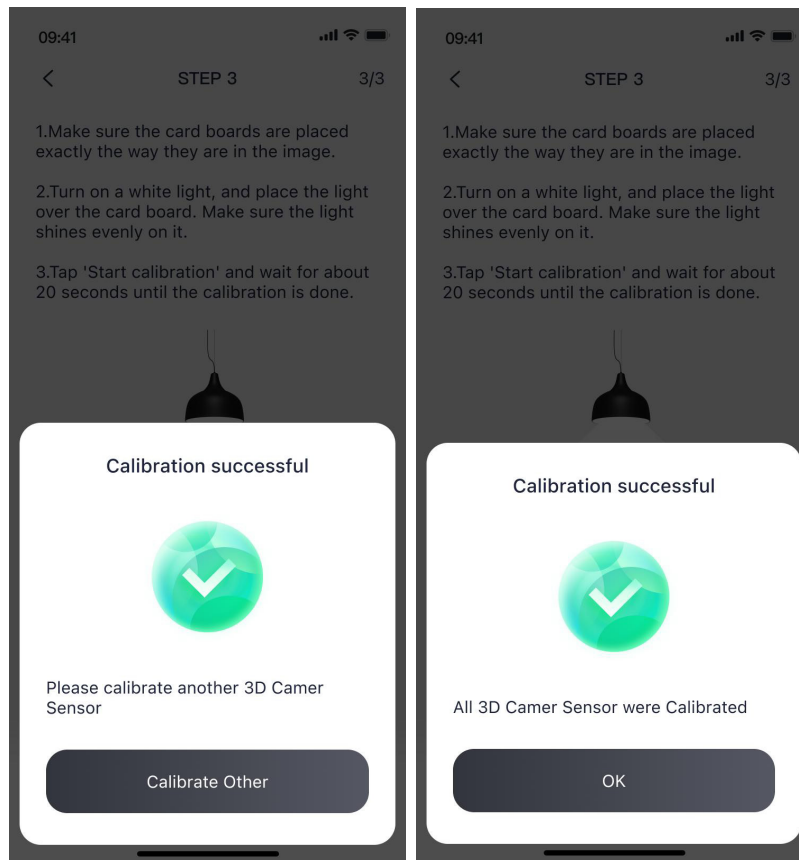 09:41
STEP 3
3/3
1.Make sure the card boards are placed
exactly the way they are in the image.
2.Turn on a white light, and place the light
over the card board. Make sure the light
shines evenly on it.
3.Tap 'Start calibration' and wait for about
20 seconds until the calibration is done.
Calibration successful
Please calibrate another 3D Camer
Sensor
Calibrate Other
09:41
STEP 3
3/3
1.Make sure the card boards are placed
exactly the way they are in the image.
2.Turn on a white light, and place the light
over the card board. Make sure the light
shines evenly on it.
3.Tap 'Start calibration' and wait for about
20 seconds until the calibration is done.
Calibration successful
All 3D Camer Sensor were Calibrated
OK